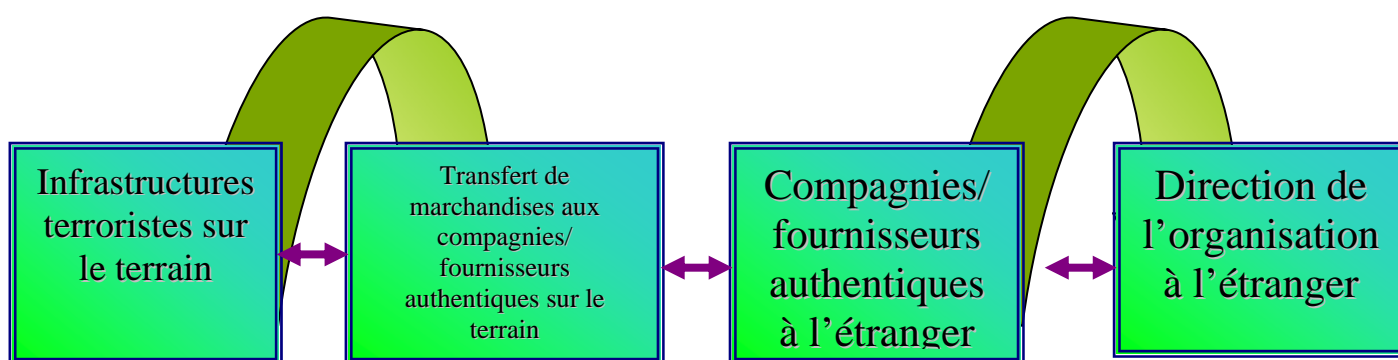 Infrastructures
terroristes sur
le terrain
Transfert de
marchandises aux
compagnies/
fournisseurs
authentiques sur le
terrain
Compagnies/
fournisseurs
authentiques
à l’étranger
Direction de
l’organisation
à l’étranger